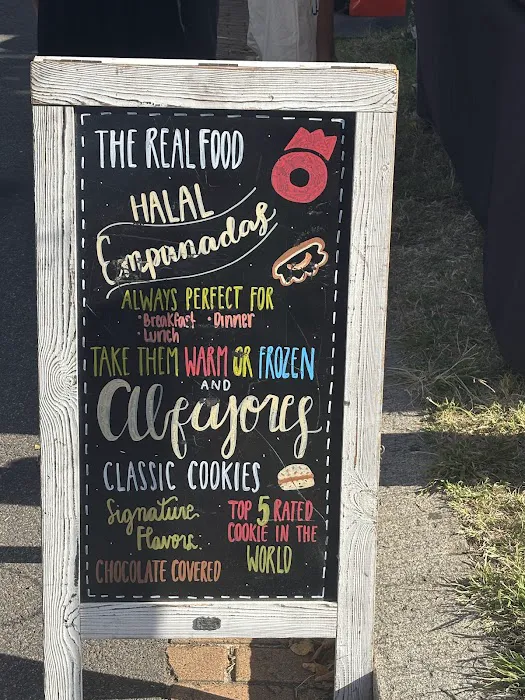 THE REAL FOOD
HALAL
Empanadas
ALWAYS PERFECT FOR
• Breakfast • Dinner
• Lunch
TAKE THEM WARM OR FROZEN
AND
Alfajores
CLASSIC COOKIES
Signature
Flavors:
CHOCOLATE COVERED
TOP 5 RATED
COOKIE IN THE
WORLD